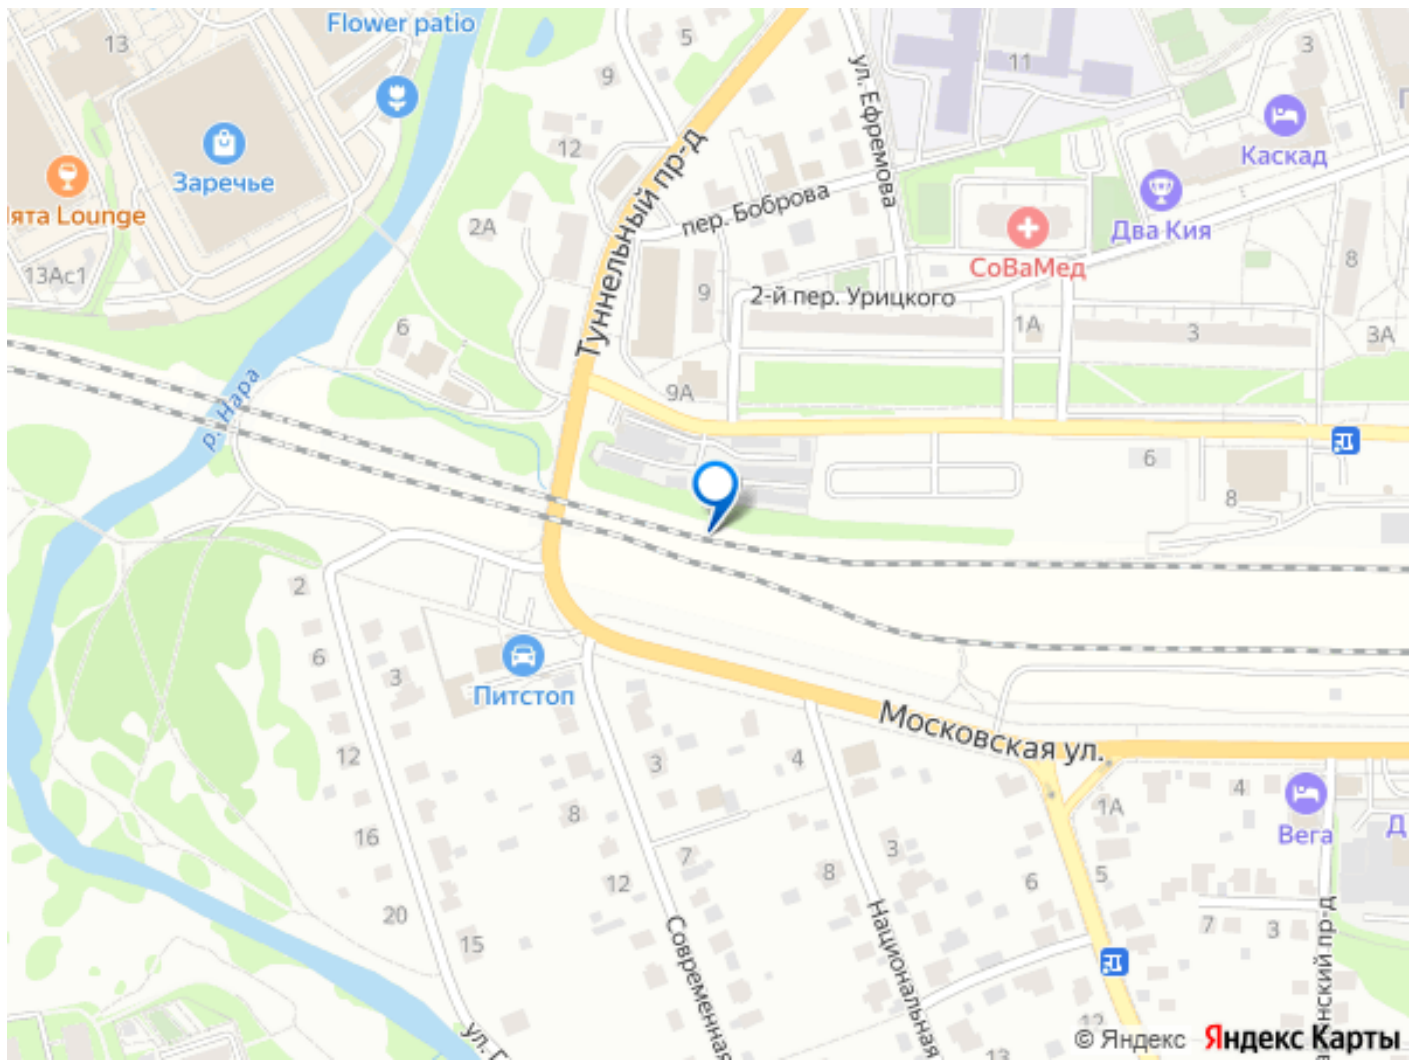 Flower patio
13
5
9
11
3
ул. Ефремова
12
Заречье
Каскад
Туннельный пр-д
пер. Боброва
Lounge
2А
Два Кия
СоВаМед
13Ас1
8
9
2-й пер. Урицкого
1А
3
3А
6
р. Нара
9А
6
8
2
6
3
Питстоп
Московская ул.
12
3
4
4
1А
Вега
8
16
7
3
12
8
6
5
20
15
7
3
Современная
Национальная
ул.
12
13
© Яндекс
Яндекс Карты